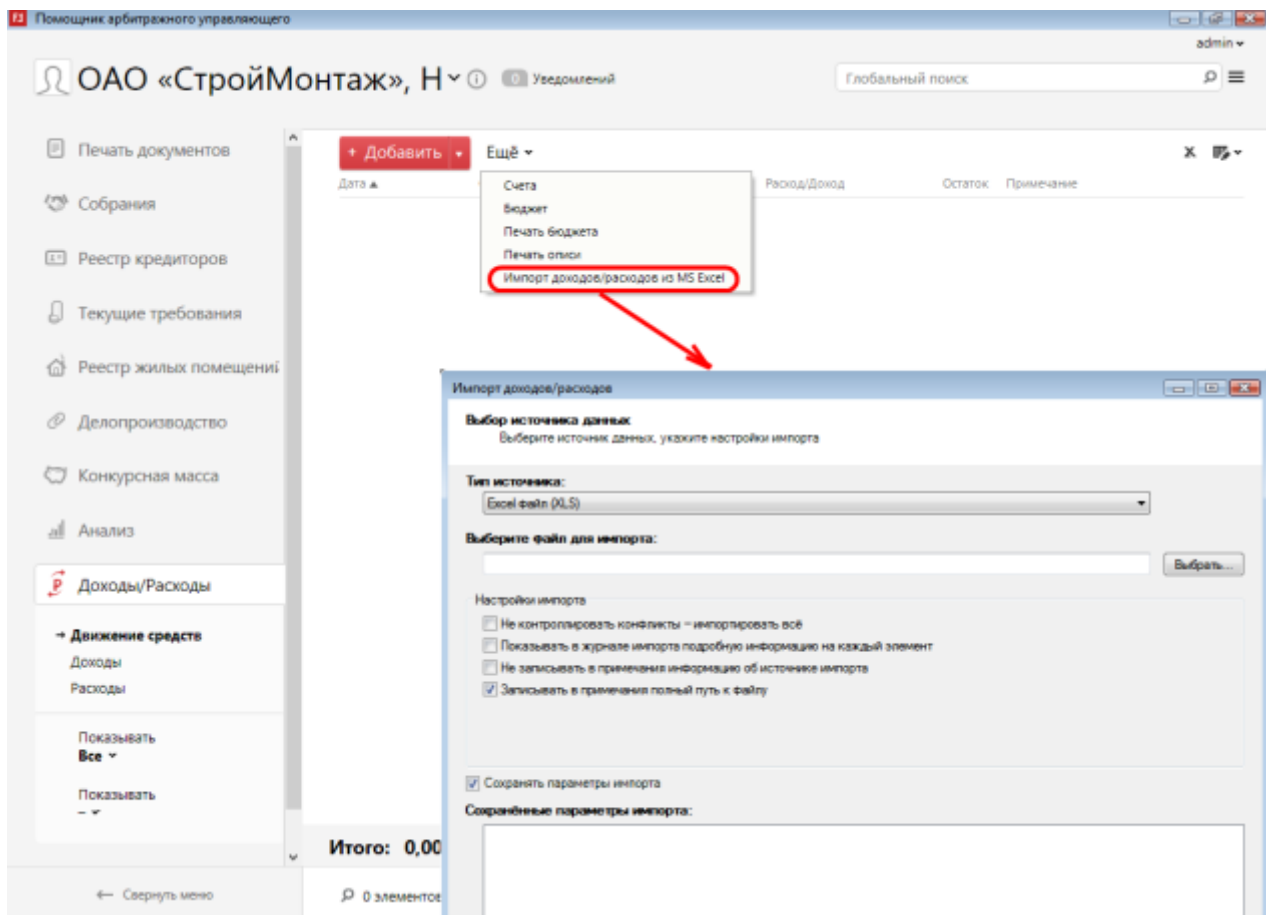 Помощник арбитражного управляющего
admin
ОАО «СтройМонтаж», Н
0 Уведомлений
Глобальный поиск
Печать документов
Собрания
Реестр кредиторов
Текущие требования
Реестр жилых помещений
Делопроизводство
Конкурсная масса
Анализ
Доходы/Расходы
→ Движение средств
Доходы
Расходы
Показывать
Все
Показывать
–
← Свернуть меню
+ Добавить
Ещё
Дата
Расход/Доход
Остаток
Примечание
Счета
Бюджет
Печать бюджета
Печать описи
Импорт доходов/расходов из MS Excel
Итого: 0,00
0 элементов
Импорт доходов/расходов
Выбор источника данных
Выберите источник данных, укажите настройки импорта
Тип источника:
Excel файл (XLS)
Выберите файл для импорта:
Выбрать...
Настройки импорта
Не контроллировать конфликты – импортировать всё
Показывать в журнале импорта подробную информацию на каждый элемент
Не записывать в примечания информацию об источнике импорта
Записывать в примечания полный путь к файлу
Сохранять параметры импорта
Сохранённые параметры импорта: